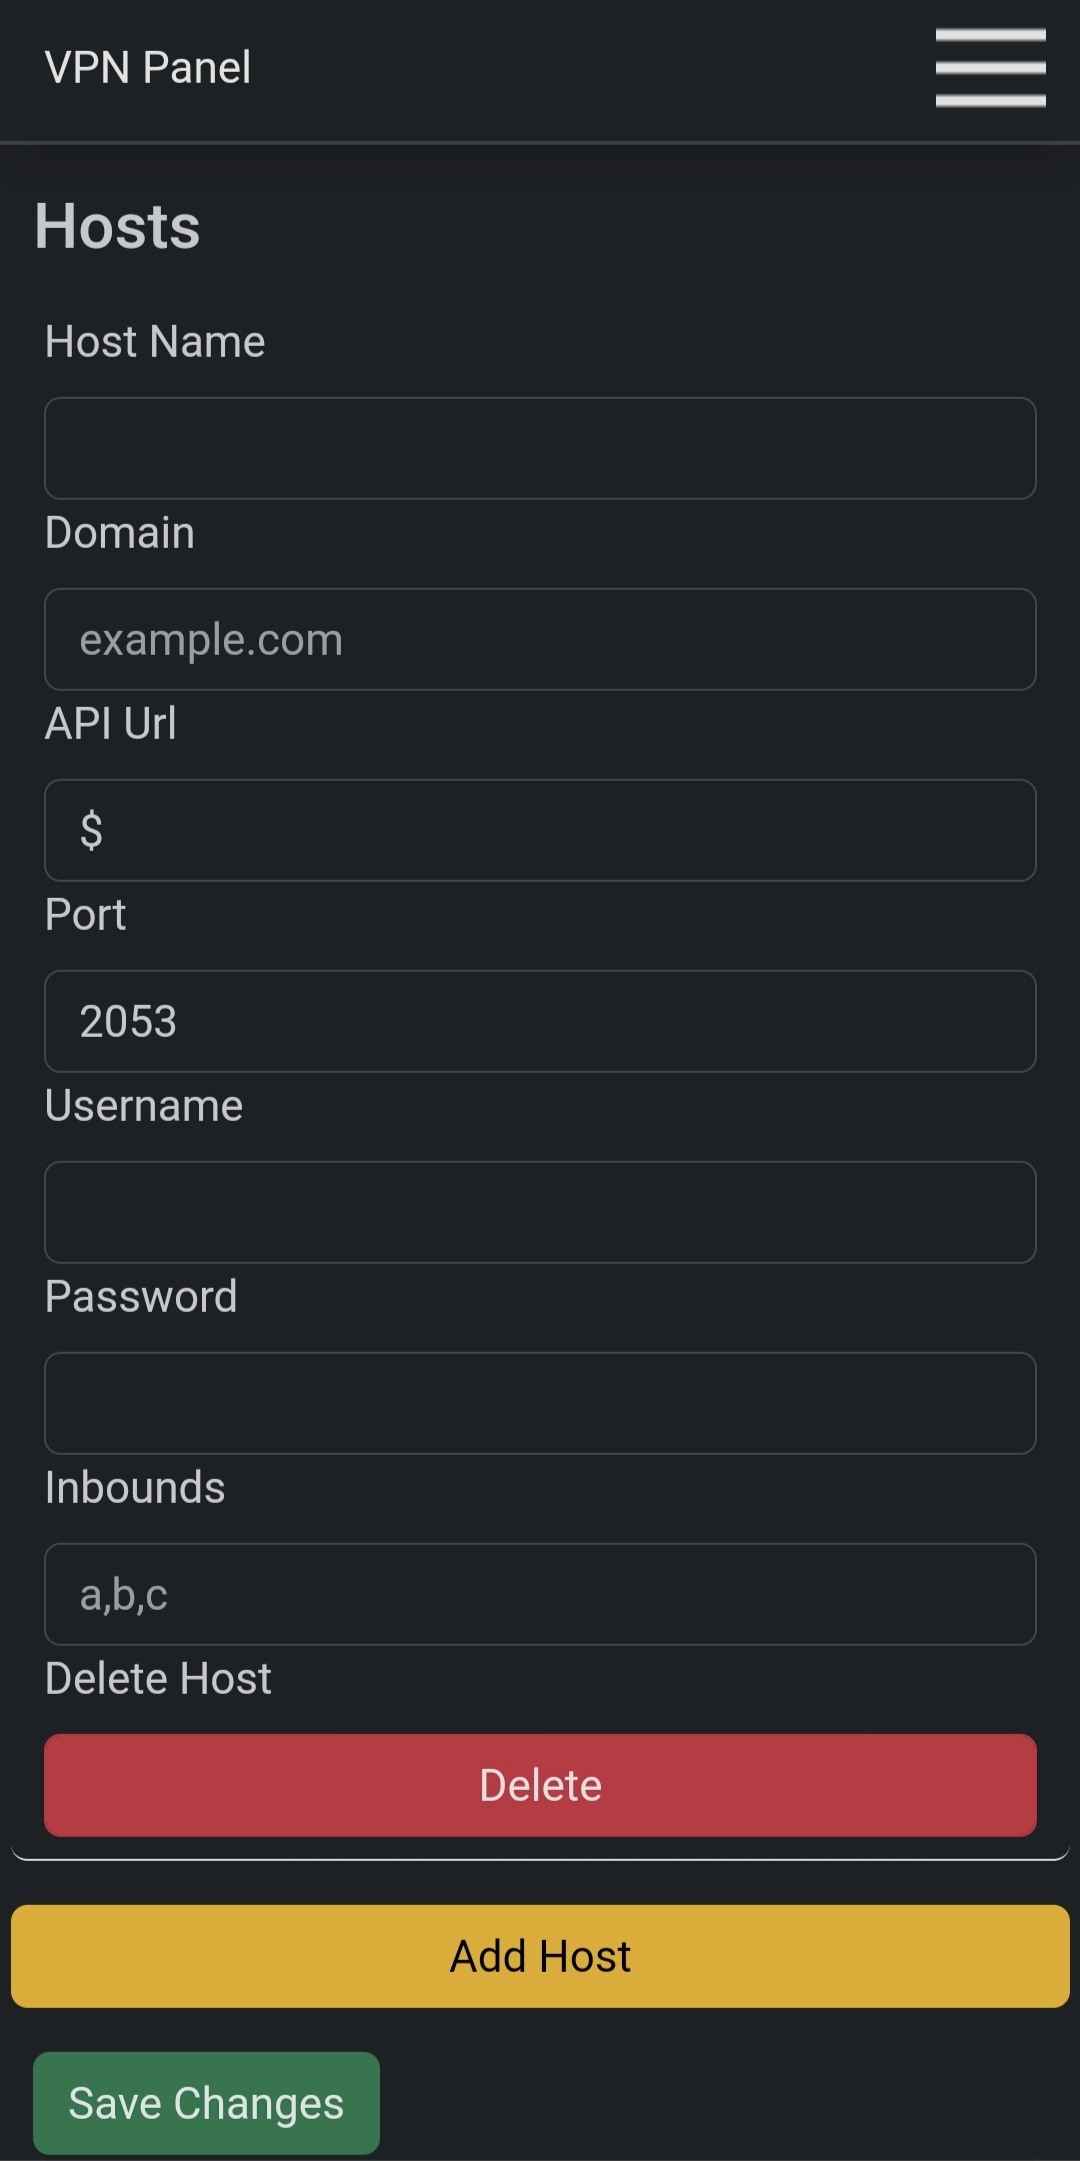 VPN Panel
Hosts
Host Name
Domain
example.com
API Url
$
Port
2053
Username
Password
Inbounds
a,b,c
Delete Host
Delete
Add Host
Save Changes